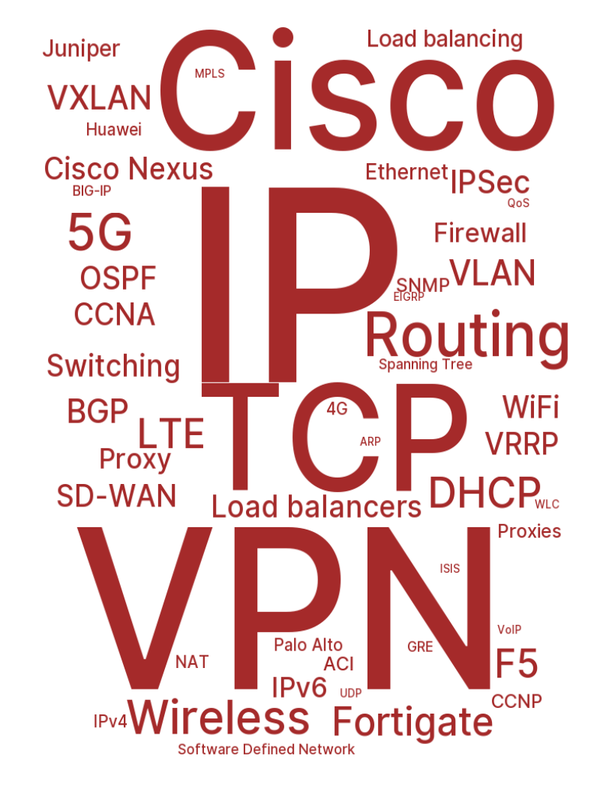 Juniper
Load balancing
Cisco
MPLS
VXLAN
Huawei
Cisco Nexus
Ethernet
IPSec
BIG-IP
QoS
IP
5G
Firewall
OSPF
VLAN
SNMP
EIGRP
CCNA
Routing
Switching
Spanning Tree
TCP
BGP
4G
WiFi
LTE
ARP
VRRP
Proxy
SD-WAN
DHCP
WLC
Load balancers
Proxies
VPN
ISIS
VoIP
Palo Alto
GRE
NAT
ACI
F5
IPv6
UDP
CCNP
IPv4
Wireless
Fortigate
Software Defined Network